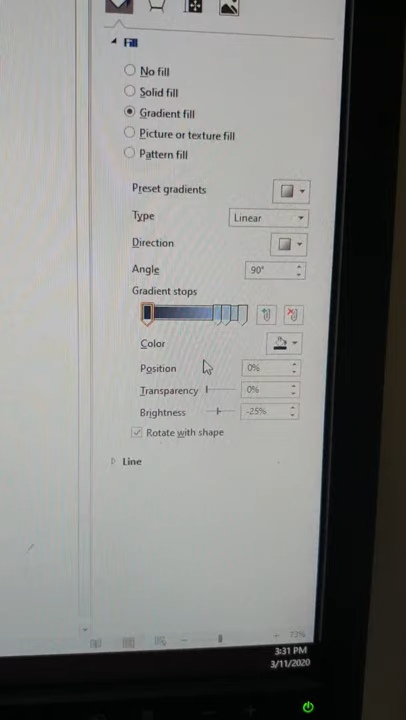 Fill
No fill
Solid fill
Gradient fill
Picture or texture fill
Pattern fill
Preset gradients
Type Linear
Direction
Angle 90°
Gradient stops
Color
Position 0%
Transparency 0%
Brightness -25%
Rotate with shape
Line
73%
3:31 PM
3/11/2020